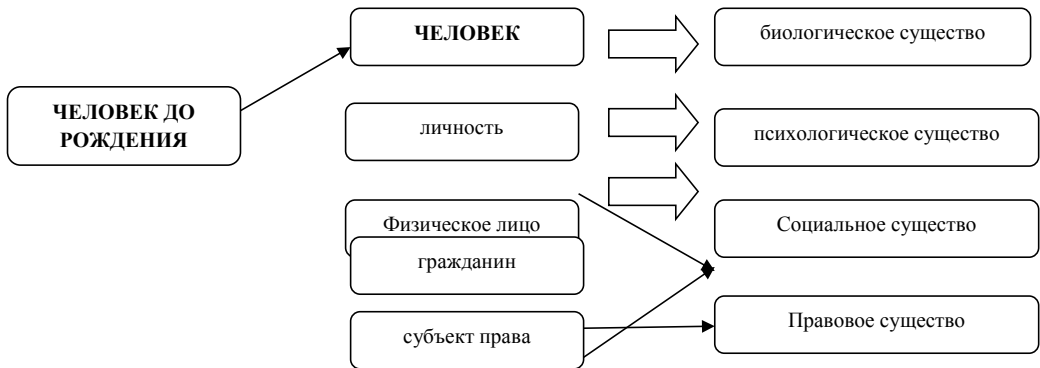 ЧЕЛОВЕК ДО
РОЖДЕНИЯ
ЧЕЛОВЕК
биологическое существо
личность
психологическое существо
Физическое лицо
Социальное существо
гражданин
субъект права
Правовое существо